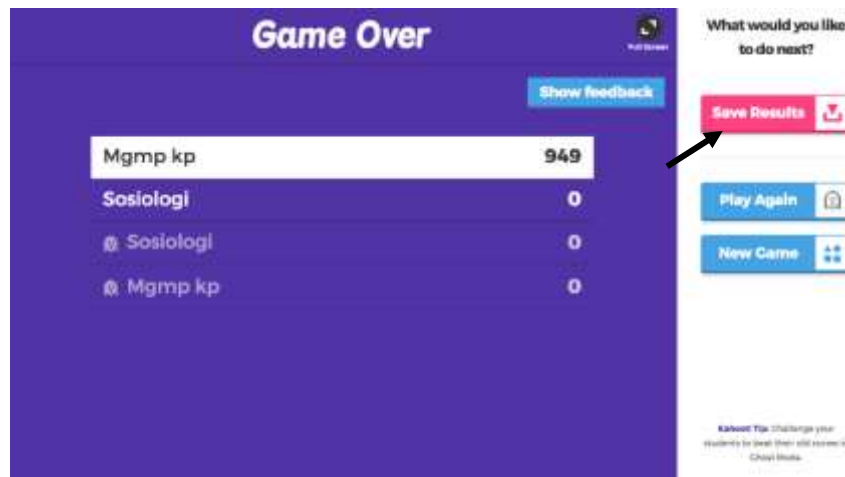 Game Over
Full Screen
What would you like
to do next?
Show feedback
Save Results
Mgmp kp 949
Sosiologi 0
Play Again
Sosiologi 0
New Game
Mgmp kp 0
Kahoot! Tip: Challenge your
students to beat their old scores in
Ghost Mode.